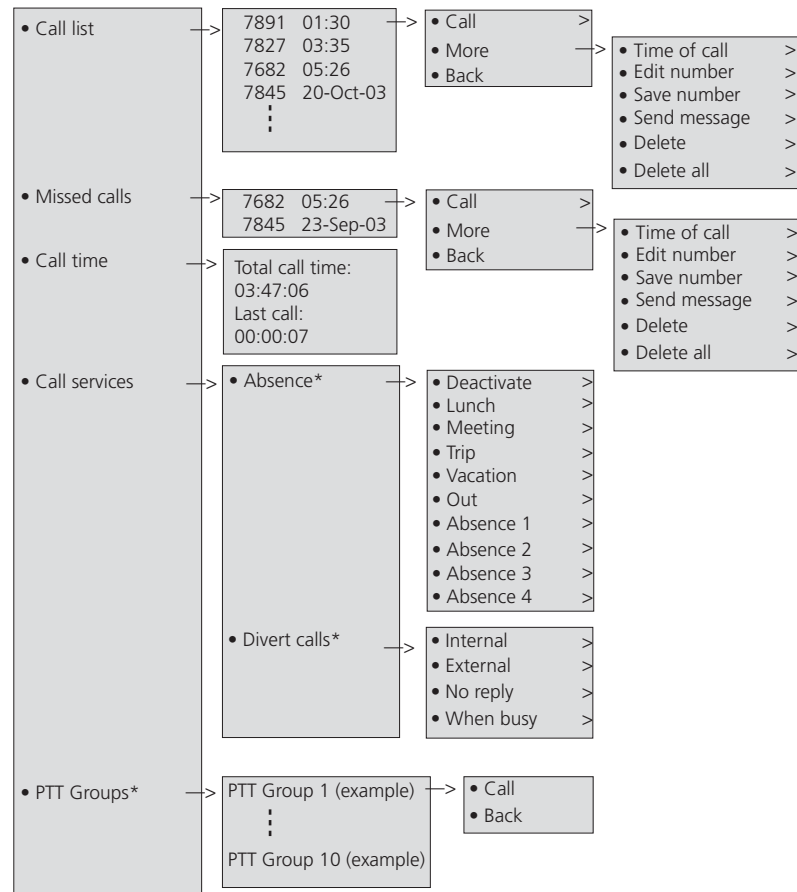 • Call list —>
7891 01:30 —>
7827 03:35
7682 05:26
7845 20-Oct-03
• Call >
• More —>
• Back
• Time of call >
• Edit number >
• Save number >
• Send message >
• Delete >
• Delete all >
• Missed calls —>
7682 05:26 —>
7845 23-Sep-03
• Call >
• More —>
• Back
• Time of call >
• Edit number >
• Save number >
• Send message >
• Delete >
• Delete all >
• Call time —>
Total call time:
03:47:06
Last call:
00:00:07
• Call services —>
• Absence* —>
• Deactivate >
• Lunch >
• Meeting >
• Trip >
• Vacation >
• Out >
• Absence 1 >
• Absence 2 >
• Absence 3 >
• Absence 4 >
• Divert calls* —>
• Internal >
• External >
• No reply >
• When busy >
• PTT Groups* —>
PTT Group 1 (example) —>
PTT Group 10 (example)
• Call
• Back